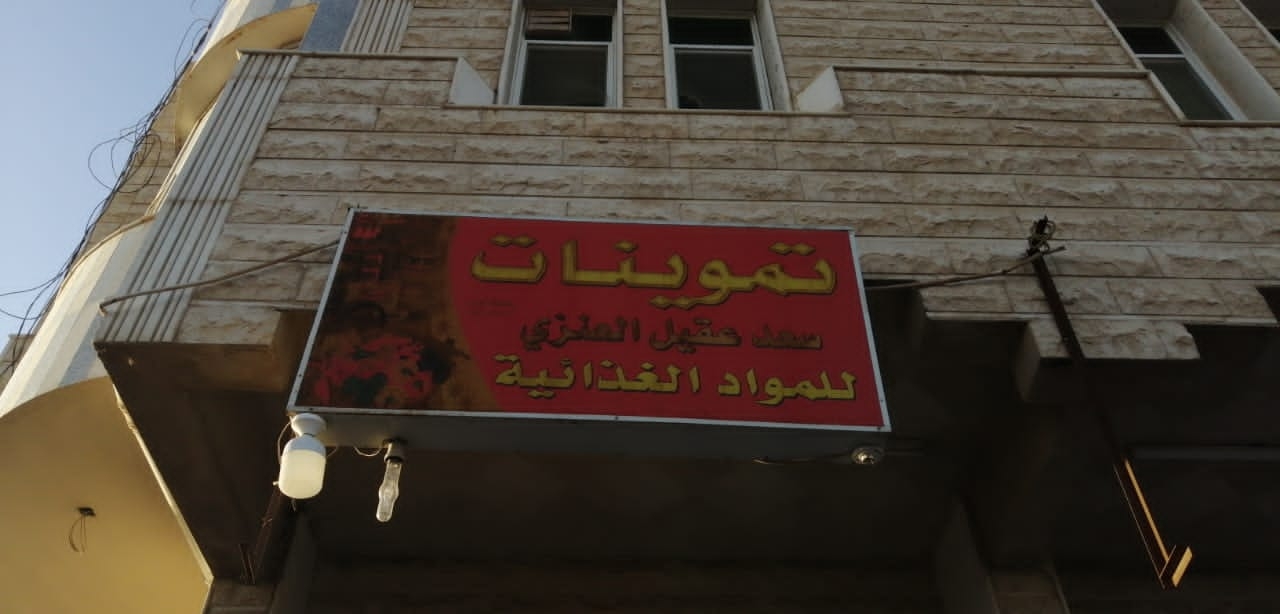 تموينات
سعد عقيل العنزي
للمواد الغذائية